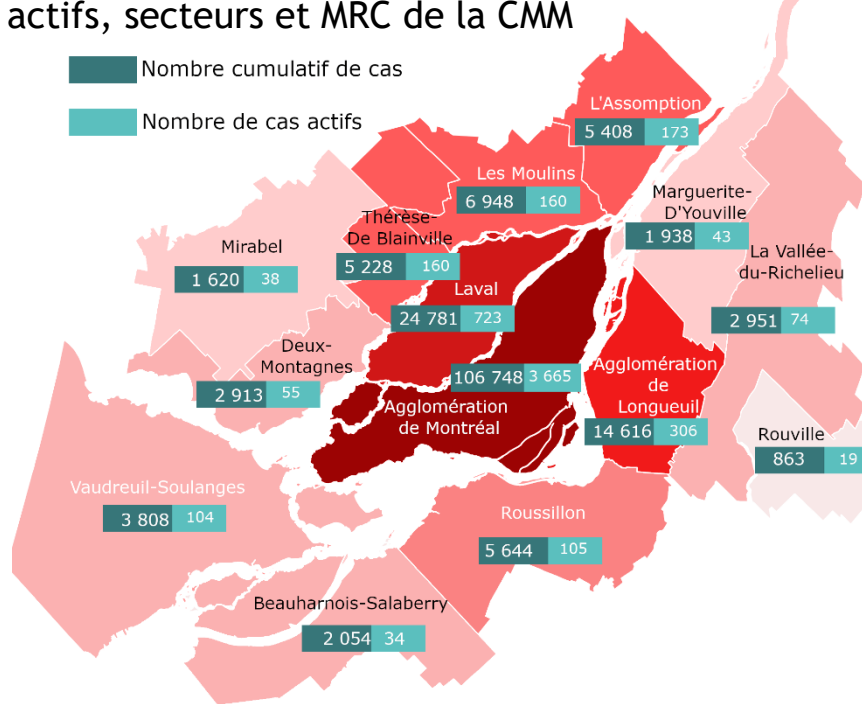 actifs, secteurs et MRC de la CMM
Nombre cumulatif de cas
Nombre de cas actifs
L'Assomption
5 408 173
Les Moulins
6 948 160
Marguerite-
D'Youville
1 938 43
Thérèse-
De Blainville
5 228 160
Mirabel
1 620 38
La Vallée-
du-Richelieu
2 951 74
Laval
24 781 723
Deux-
Montagnes
2 913 55
106 748 3 665
Agglomération
de Montréal
Agglomération
de
Longueuil
14 616 306
Rouville
863 19
Vaudreuil-Soulanges
3 808 104
Roussillon
5 644 105
Beauharnois-Salaberry
2 054 34